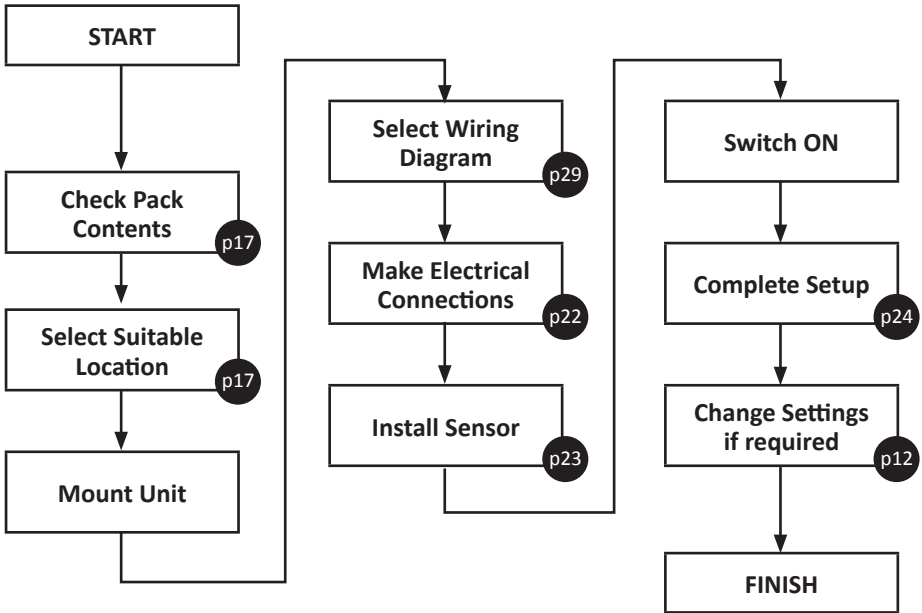 START
Check Pack
Contents
p17
Select Suitable
Location
p17
Mount Unit
Select Wiring
Diagram
p29
Make Electrical
Connections
p22
Install Sensor
p23
Switch ON
Complete Setup
p24
Change Settings
if required
p12
FINISH